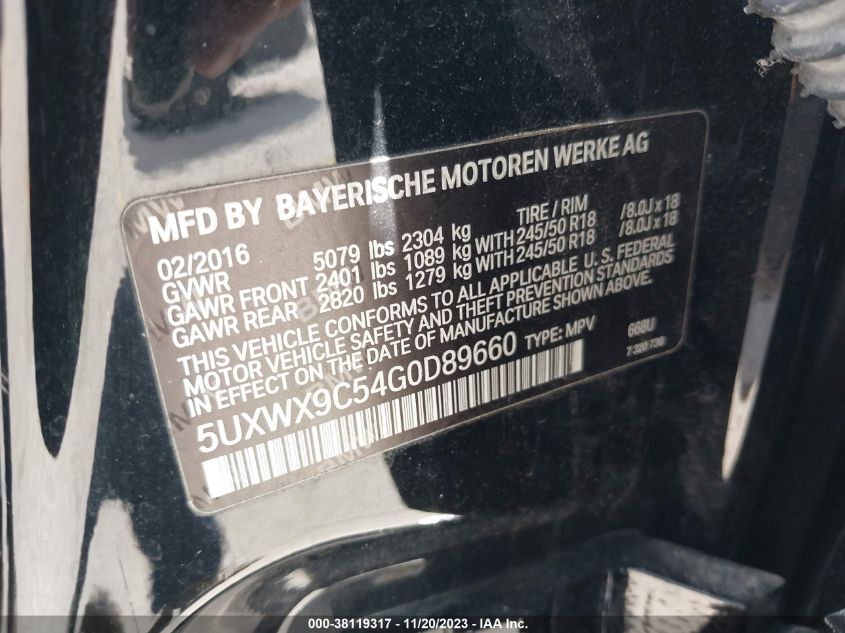 MFD BY BAYERISCHE MOTOREN WERKE AG
02/2016 TIRE / RIM
GVWR 5079 lbs 2304 kg
GAWR FRONT 2401 lbs 1089 kg WITH 245/50 R18 /8.0J x 18
GAWR REAR 2820 lbs 1279 kg WITH 245/50 R18 /8.0J x 18
THIS VEHICLE CONFORMS TO ALL APPLICABLE U. S. FEDERAL
MOTOR VEHICLE SAFETY AND THEFT PREVENTION STANDARDS
IN EFFECT ON THE DATE OF MANUFACTURE SHOWN ABOVE.
5UXWX9C54G0D89660 TYPE: MPV 668U
7 320 739
000-38119317 - 11/20/2023 - IAA Inc.